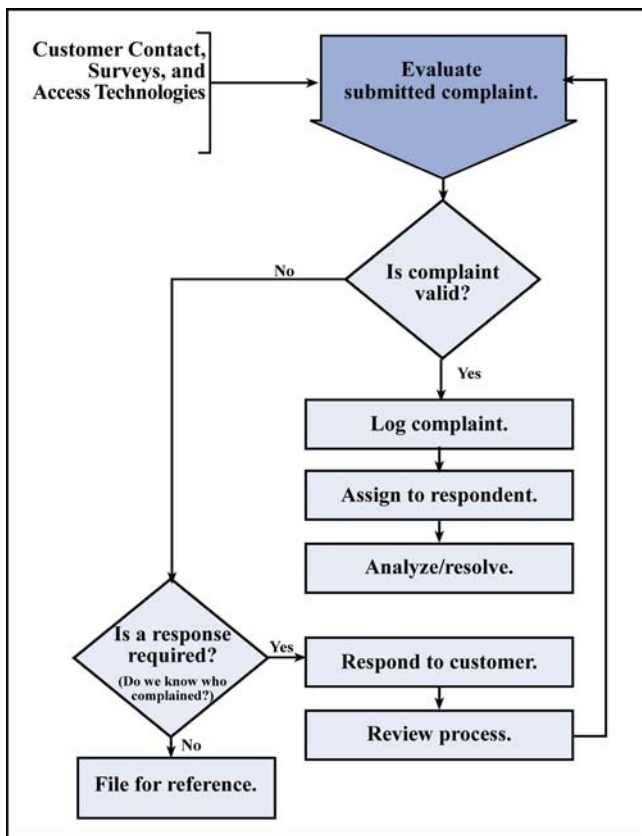 Customer Contact,
Surveys, and
Access Technologies
Evaluate
submitted complaint.
Is complaint
valid?
No
Yes
Log complaint.
Assign to respondent.
Analyze/resolve.
Is a response
required?
(Do we know who
complained?)
Yes
Respond to customer.
Review process.
No
File for reference.